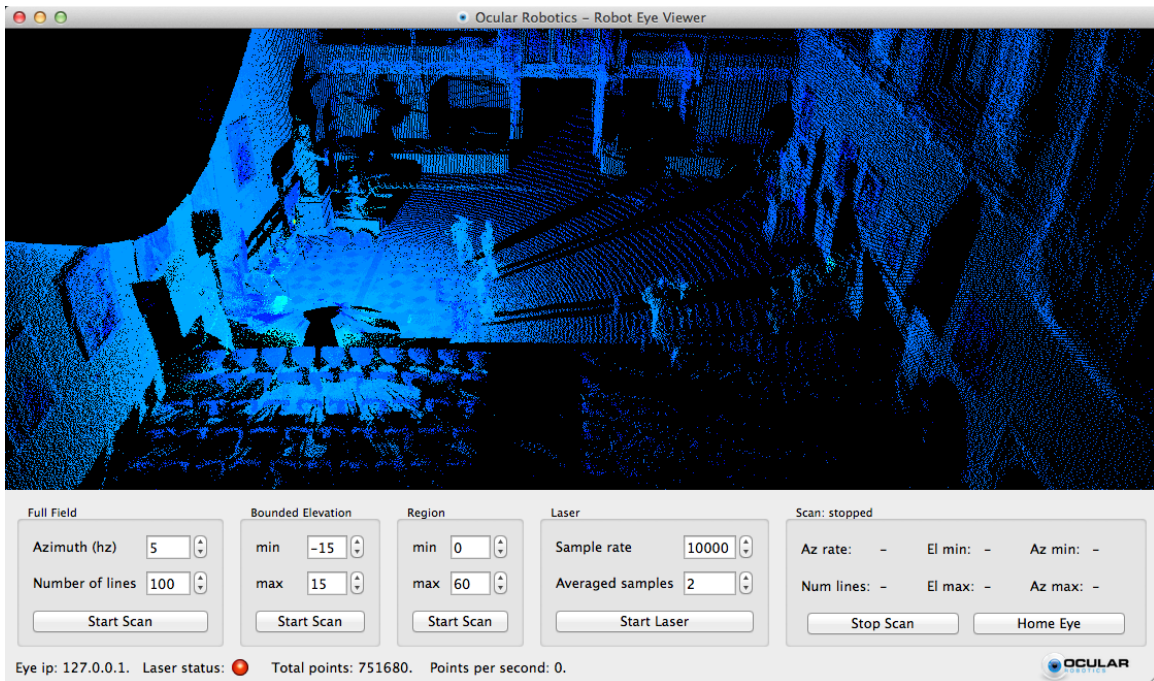 Ocular Robotics – Robot Eye Viewer
Full Field
Bounded Elevation
Region
Laser
Scan: stopped
Azimuth (hz) 5
min -15
min 0
Sample rate 10000
Az rate: –
El min: –
Az min: –
Number of lines 100
max 15
max 60
Averaged samples 2
Num lines: –
El max: –
Az max: –
Start Scan
Start Scan
Start Scan
Start Laser
Stop Scan
Home Eye
Eye ip: 127.0.0.1. Laser status: Total points: 751680. Points per second: 0.
OCULAR
ROBOTICS